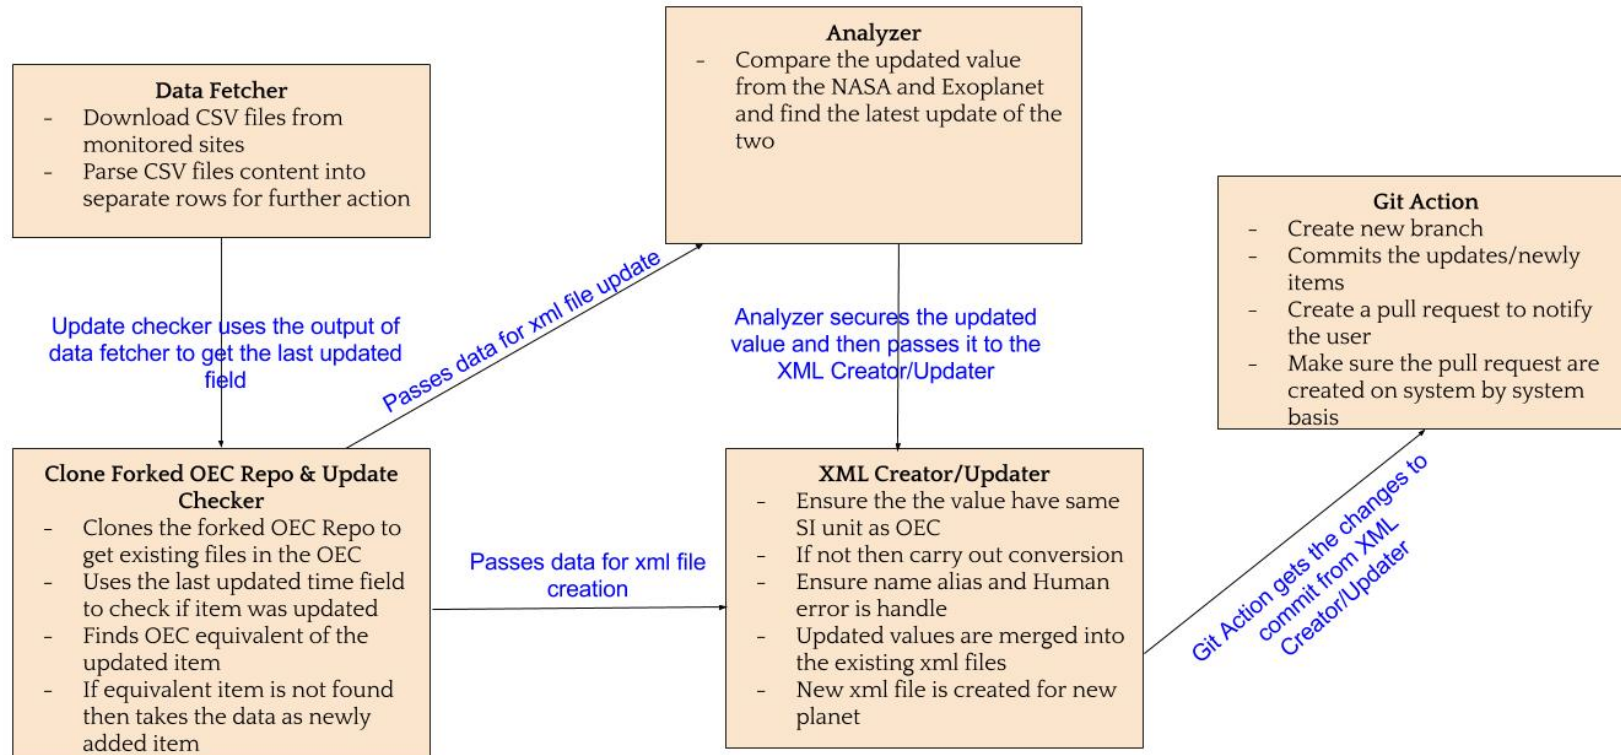 Data Fetcher
- Download CSV files from
monitored sites
- Parse CSV files content into
separate rows for further action
Analyzer
- Compare the updated value
from the NASA and Exoplanet
and find the latest update of the
two
Git Action
- Create new branch
- Commits the updates/newly
items
- Create a pull request to notify
the user
- Make sure the pull request are
created on system by system
basis
Update checker uses the output of
data fetcher to get the last updated
field
Passes data for xml file update
Analyzer secures the updated
value and then passes it to the
XML Creator/Updater
Clone Forked OEC Repo & Update
Checker
- Clones the forked OEC Repo to
get existing files in the OEC
- Uses the last updated time field
to check if item was updated
- Finds OEC equivalent of the
updated item
- If equivalent item is not found
then takes the data as newly
added item
Passes data for xml file
creation
XML Creator/Updater
- Ensure the the value have same
SI unit as OEC
- If not then carry out conversion
- Ensure name alias and Human
error is handle
- Updated values are merged into
the existing xml files
- New xml file is created for new
planet
Git Action gets the changes to
commit from XML
Creator/Updater